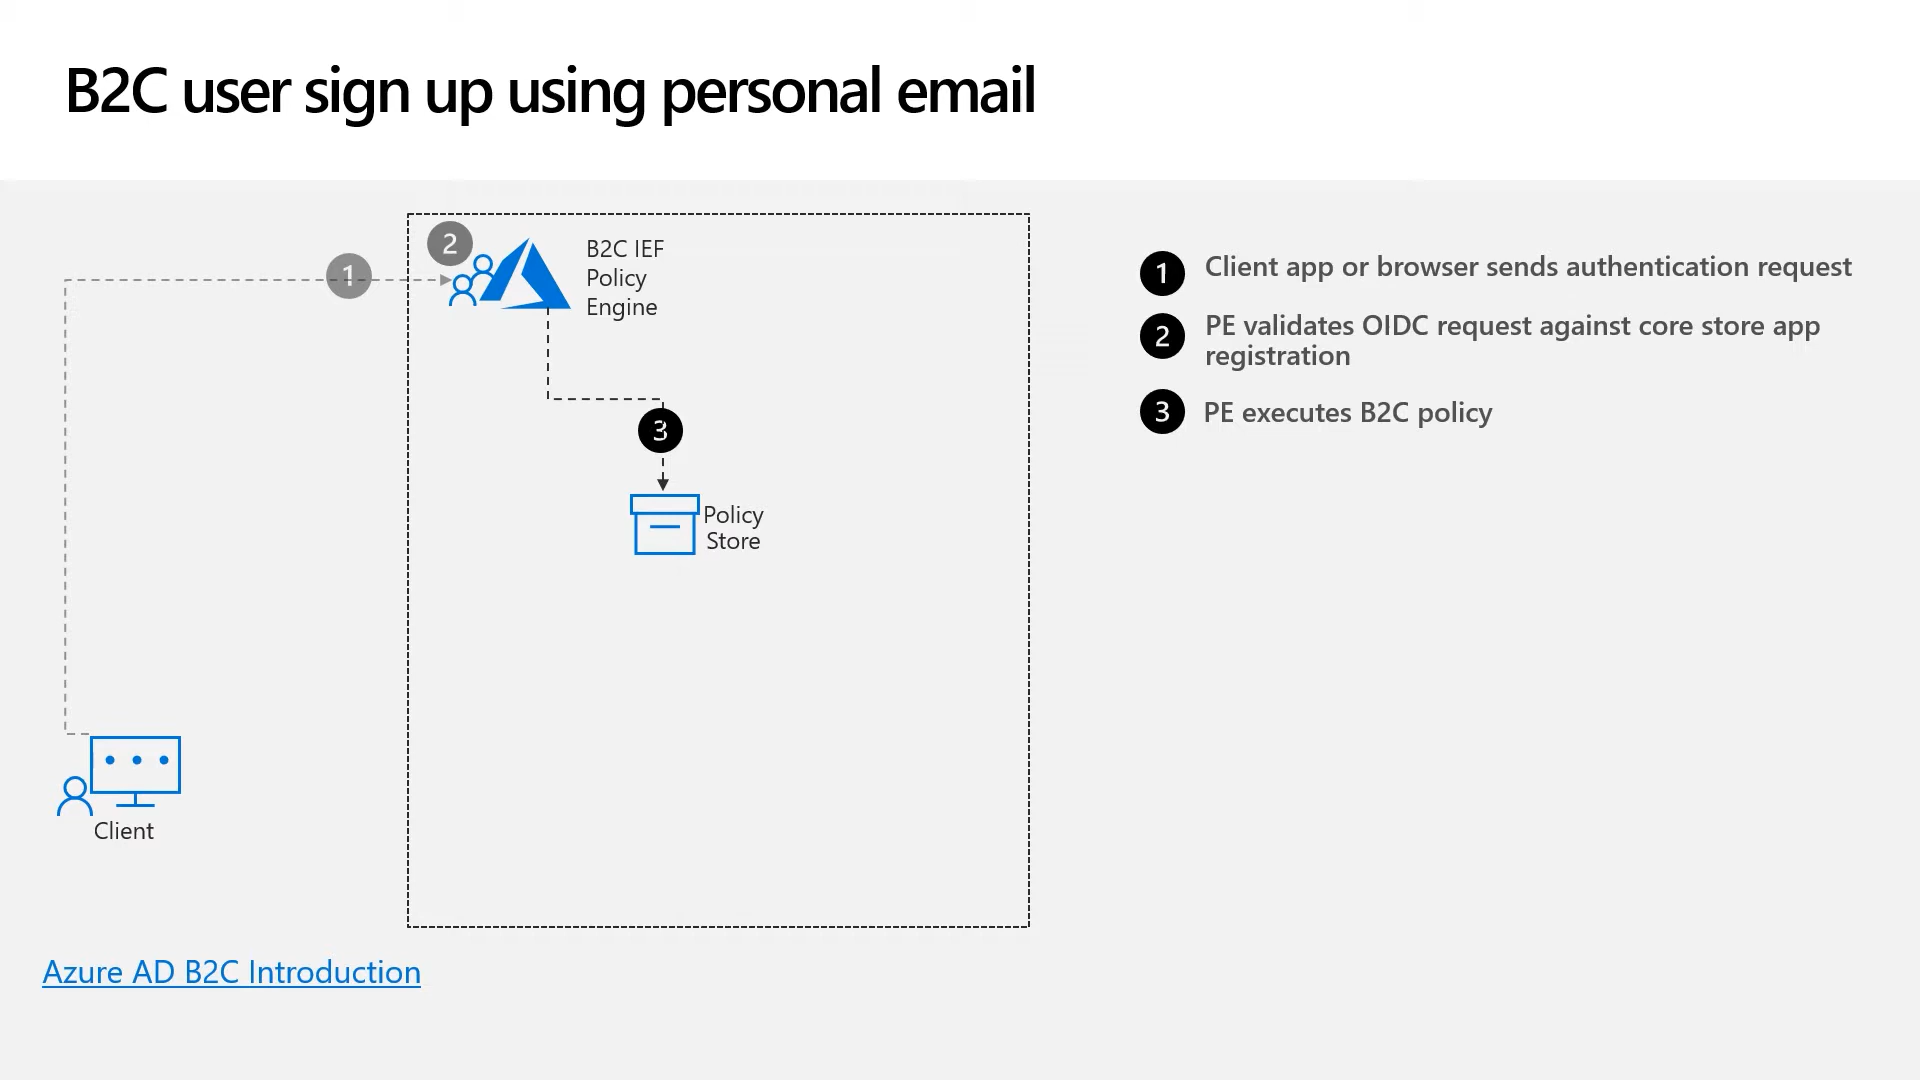 B2C user sign up using personal email
2
B2C IEF
Policy
Engine
1
3
Policy
Store
Client
1 Client app or browser sends authentication request
2 PE validates OIDC request against core store app
registration
3 PE executes B2C policy
Azure AD B2C Introduction